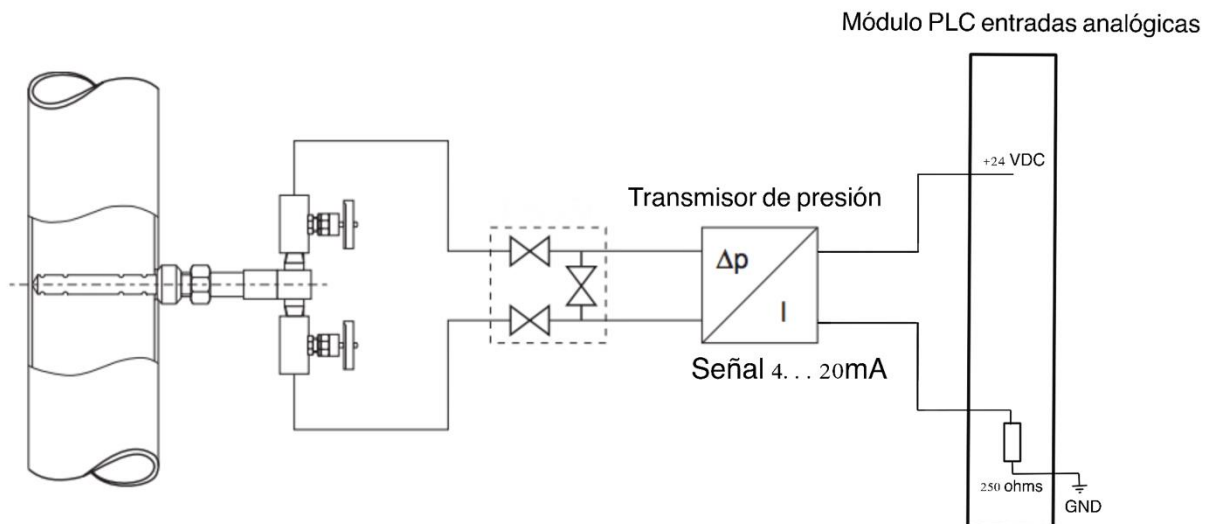 Módulo PLC entradas analógicas
+24 VDC
Transmisor de presión
Δp
I
Señal 4. . . 20mA
250 ohms
GND